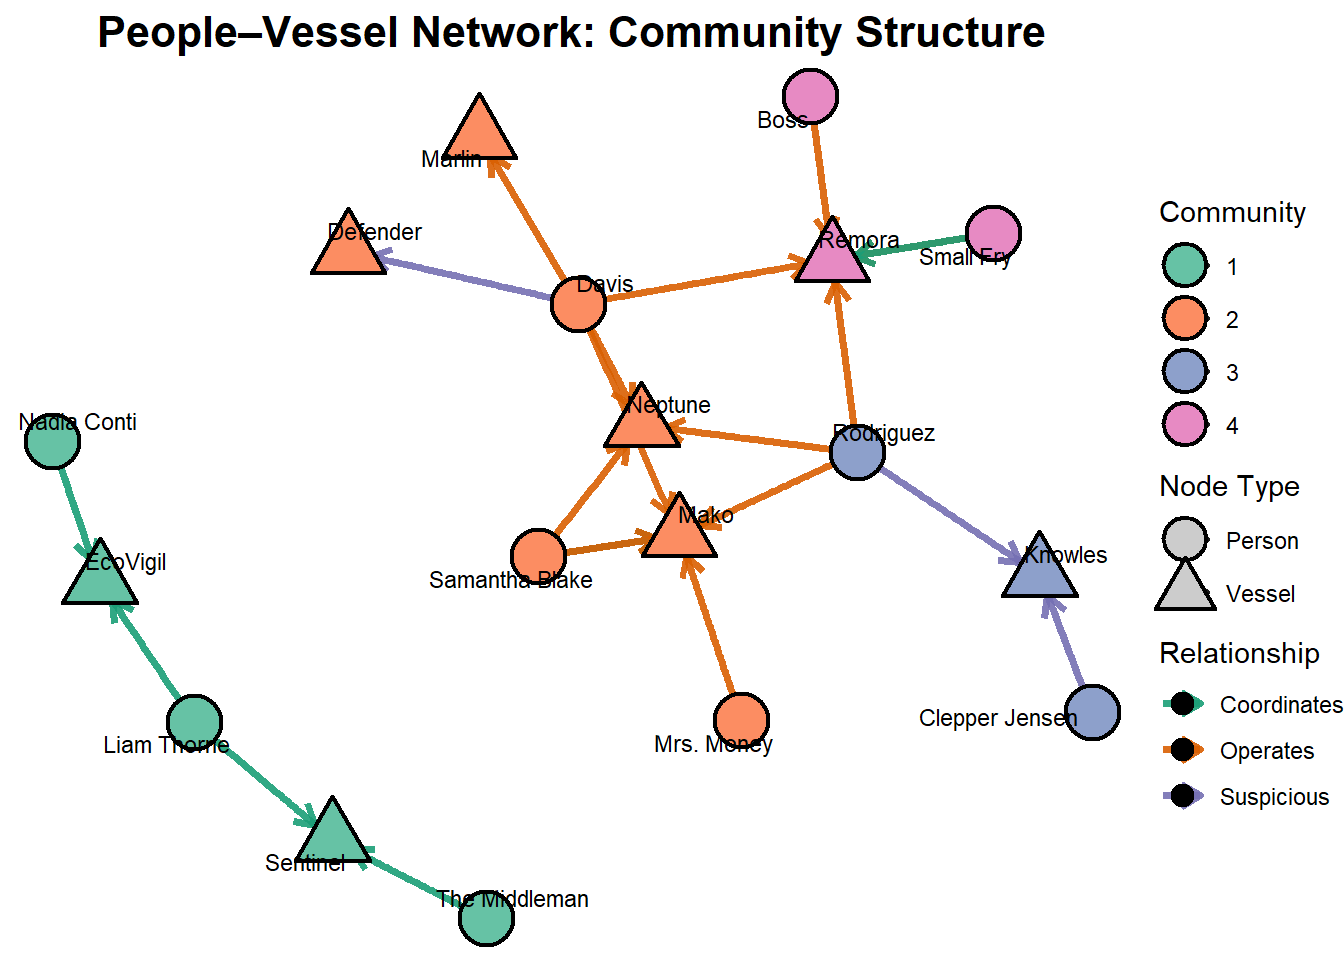 People–Vessel Network: Community Structure
Boss
Marlin
Defender
Remora
Small Fry
Davis
Neptune
Nadia Conti
Rodriguez
Mako
EcoVigil
Knowles
Samantha Blake
Clepper Jensen
Liam Thorne
Mrs. Money
Sentinel
The Middleman
Community
1
2
3
4
Node Type
Person
Vessel
Relationship
Coordinates
Operates
Suspicious